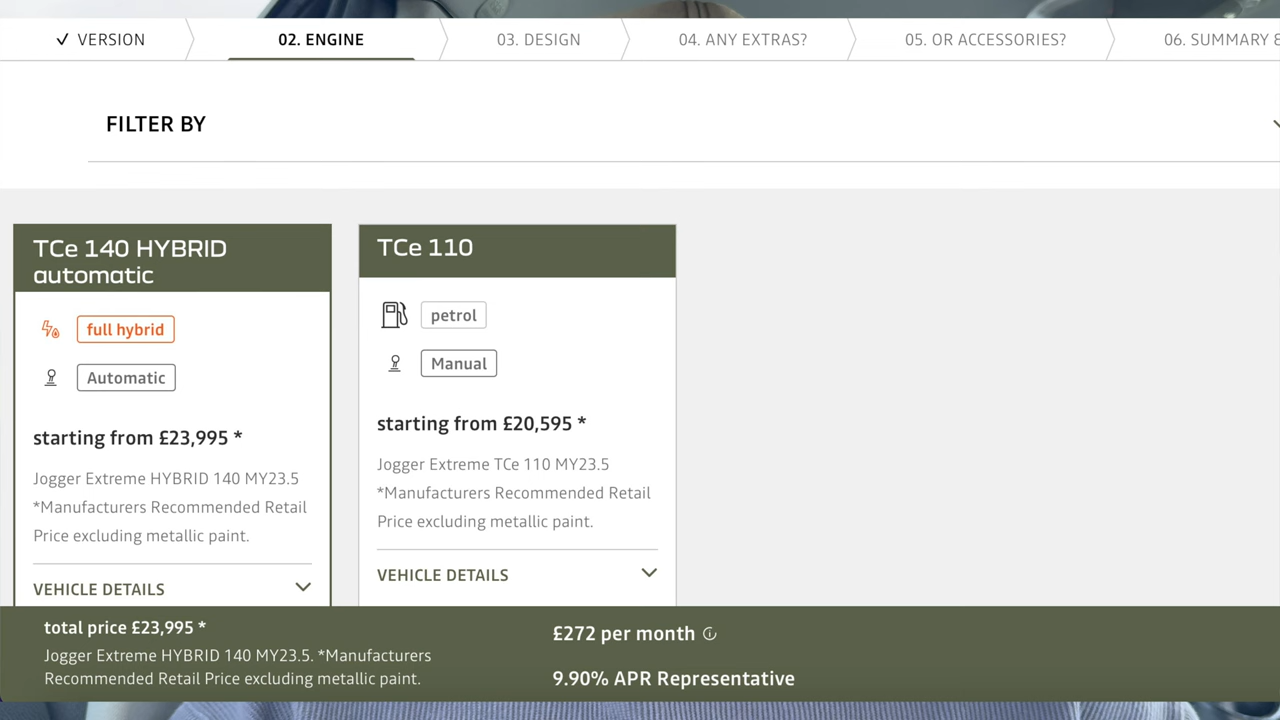 VERSION
02. ENGINE
03. DESIGN
04. ANY EXTRAS?
05. OR ACCESSORIES?
06. SUMMARY &
FILTER BY
TCe 140 HYBRID
automatic
full hybrid
Automatic
starting from £23,995 *
Jogger Extreme HYBRID 140 MY23.5
*Manufacturers Recommended Retail
Price excluding metallic paint.
VEHICLE DETAILS
TCe 110
petrol
Manual
starting from £20,595 *
Jogger Extreme TCe 110 MY23.5
*Manufacturers Recommended Retail
Price excluding metallic paint.
VEHICLE DETAILS
total price £23,995 *
Jogger Extreme HYBRID 140 MY23.5. *Manufacturers
Recommended Retail Price excluding metallic paint.
£272 per month
9.90% APR Representative